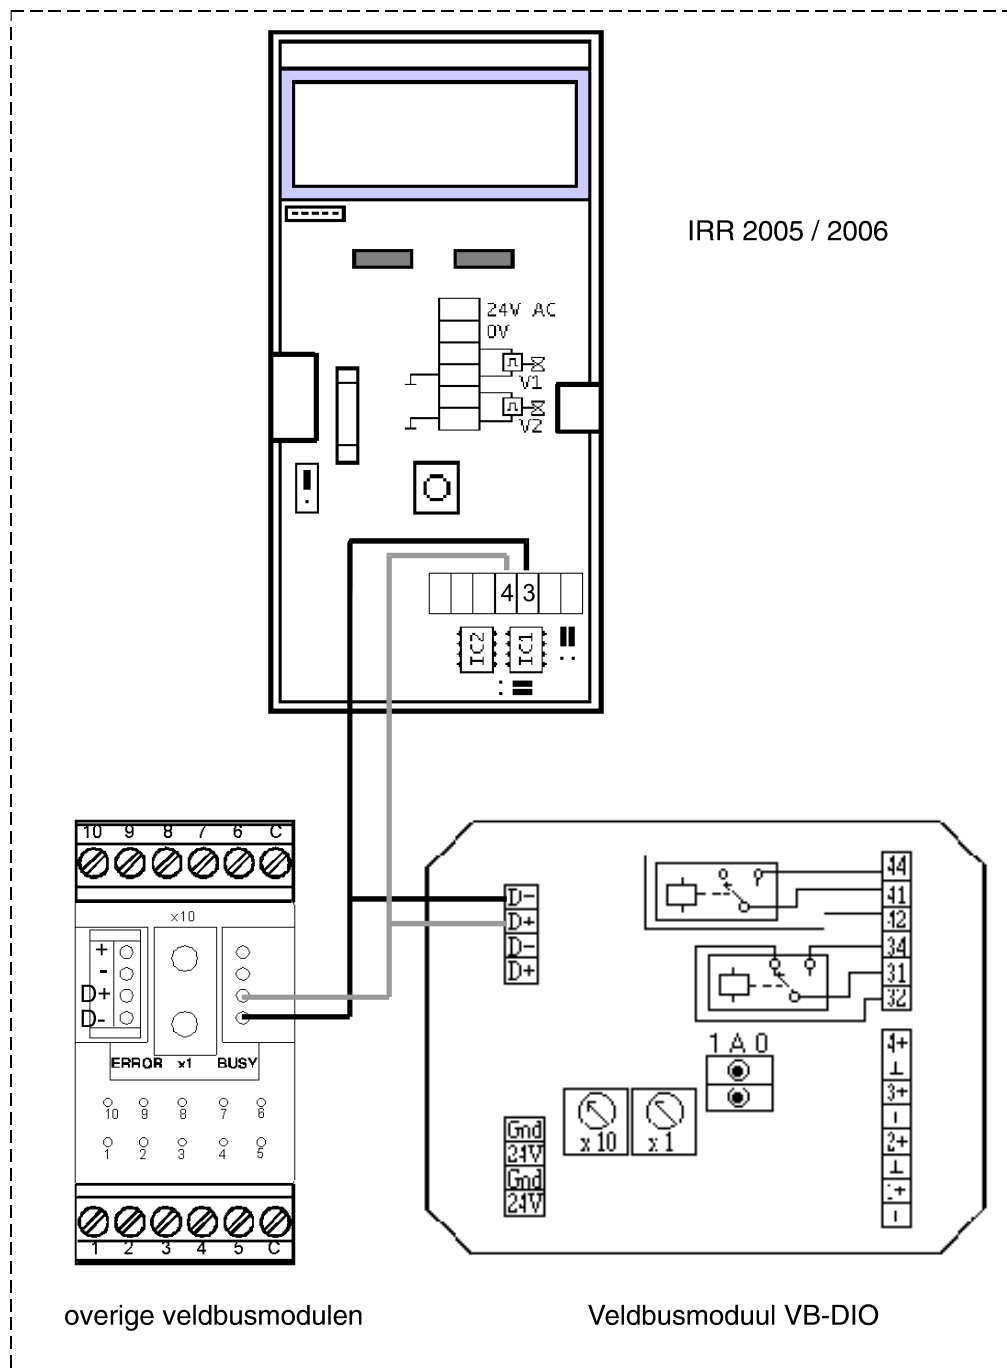 IRR 2005 / 2006
24V AC
0V
V1
V2
4 3
IC2 IC1
10 9 8 7 6 C
x10
+
-
D+
D-
ERROR x1 BUSY
10 9 8 7 6
1 2 3 4 5
1 2 3 4 5 C
D-
D+
D-
D+
44
41
42
34
31
32
1 A 0
4+
⊥
3+
2+
⊥
x 10 x 1
Gnd
24V
Gnd
24V
overige veldbusmodulen
Veldbusmoduul VB-DIO